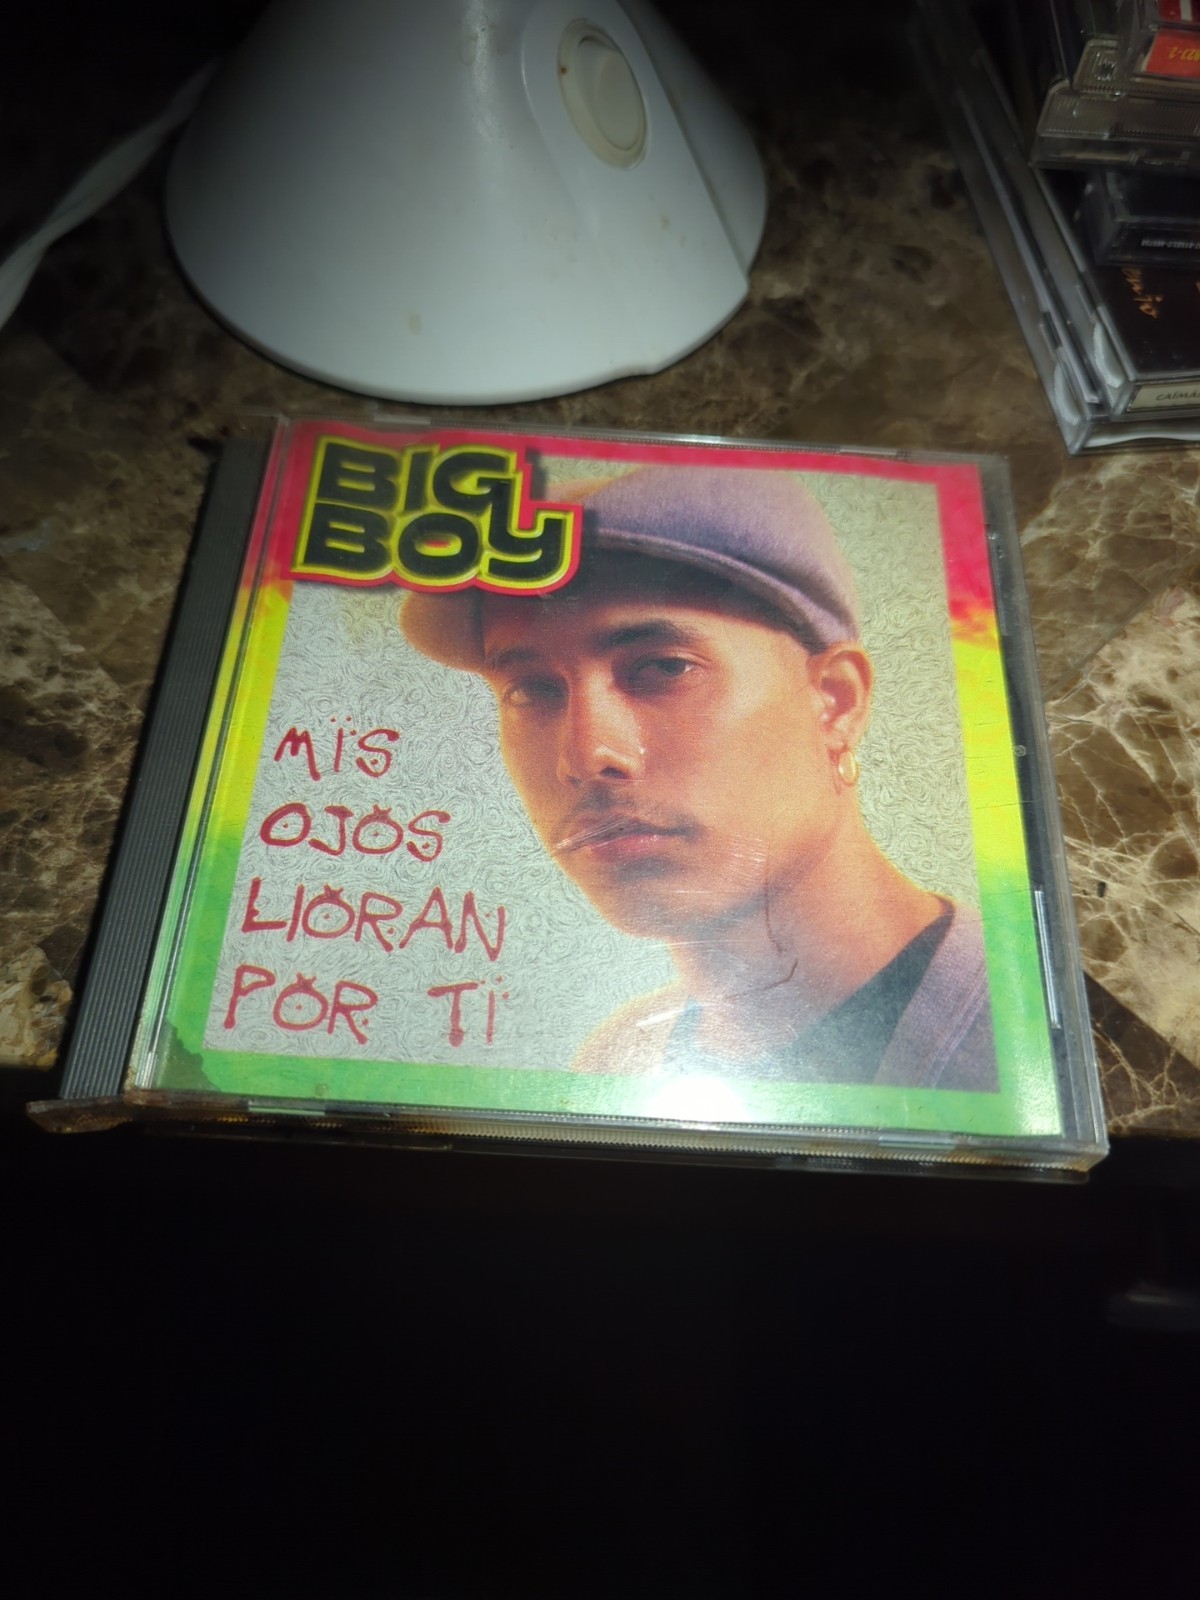 BIG
BOY
MIS
OJOS
LLORAN
POR TI